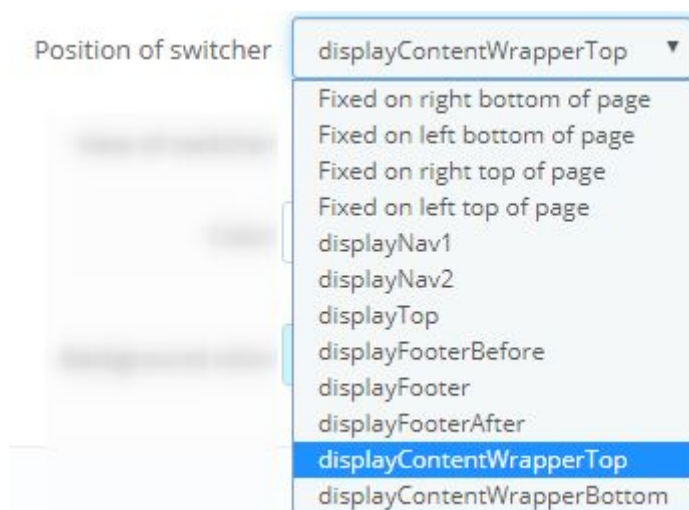 Position of switcher displayContentWrapperTop
Fixed on right bottom of page
Fixed on left bottom of page
Fixed on right top of page
Fixed on left top of page
displayNav1
displayNav2
displayTop
displayFooterBefore
displayFooter
displayFooterAfter
displayContentWrapperTop
displayContentWrapperBottom